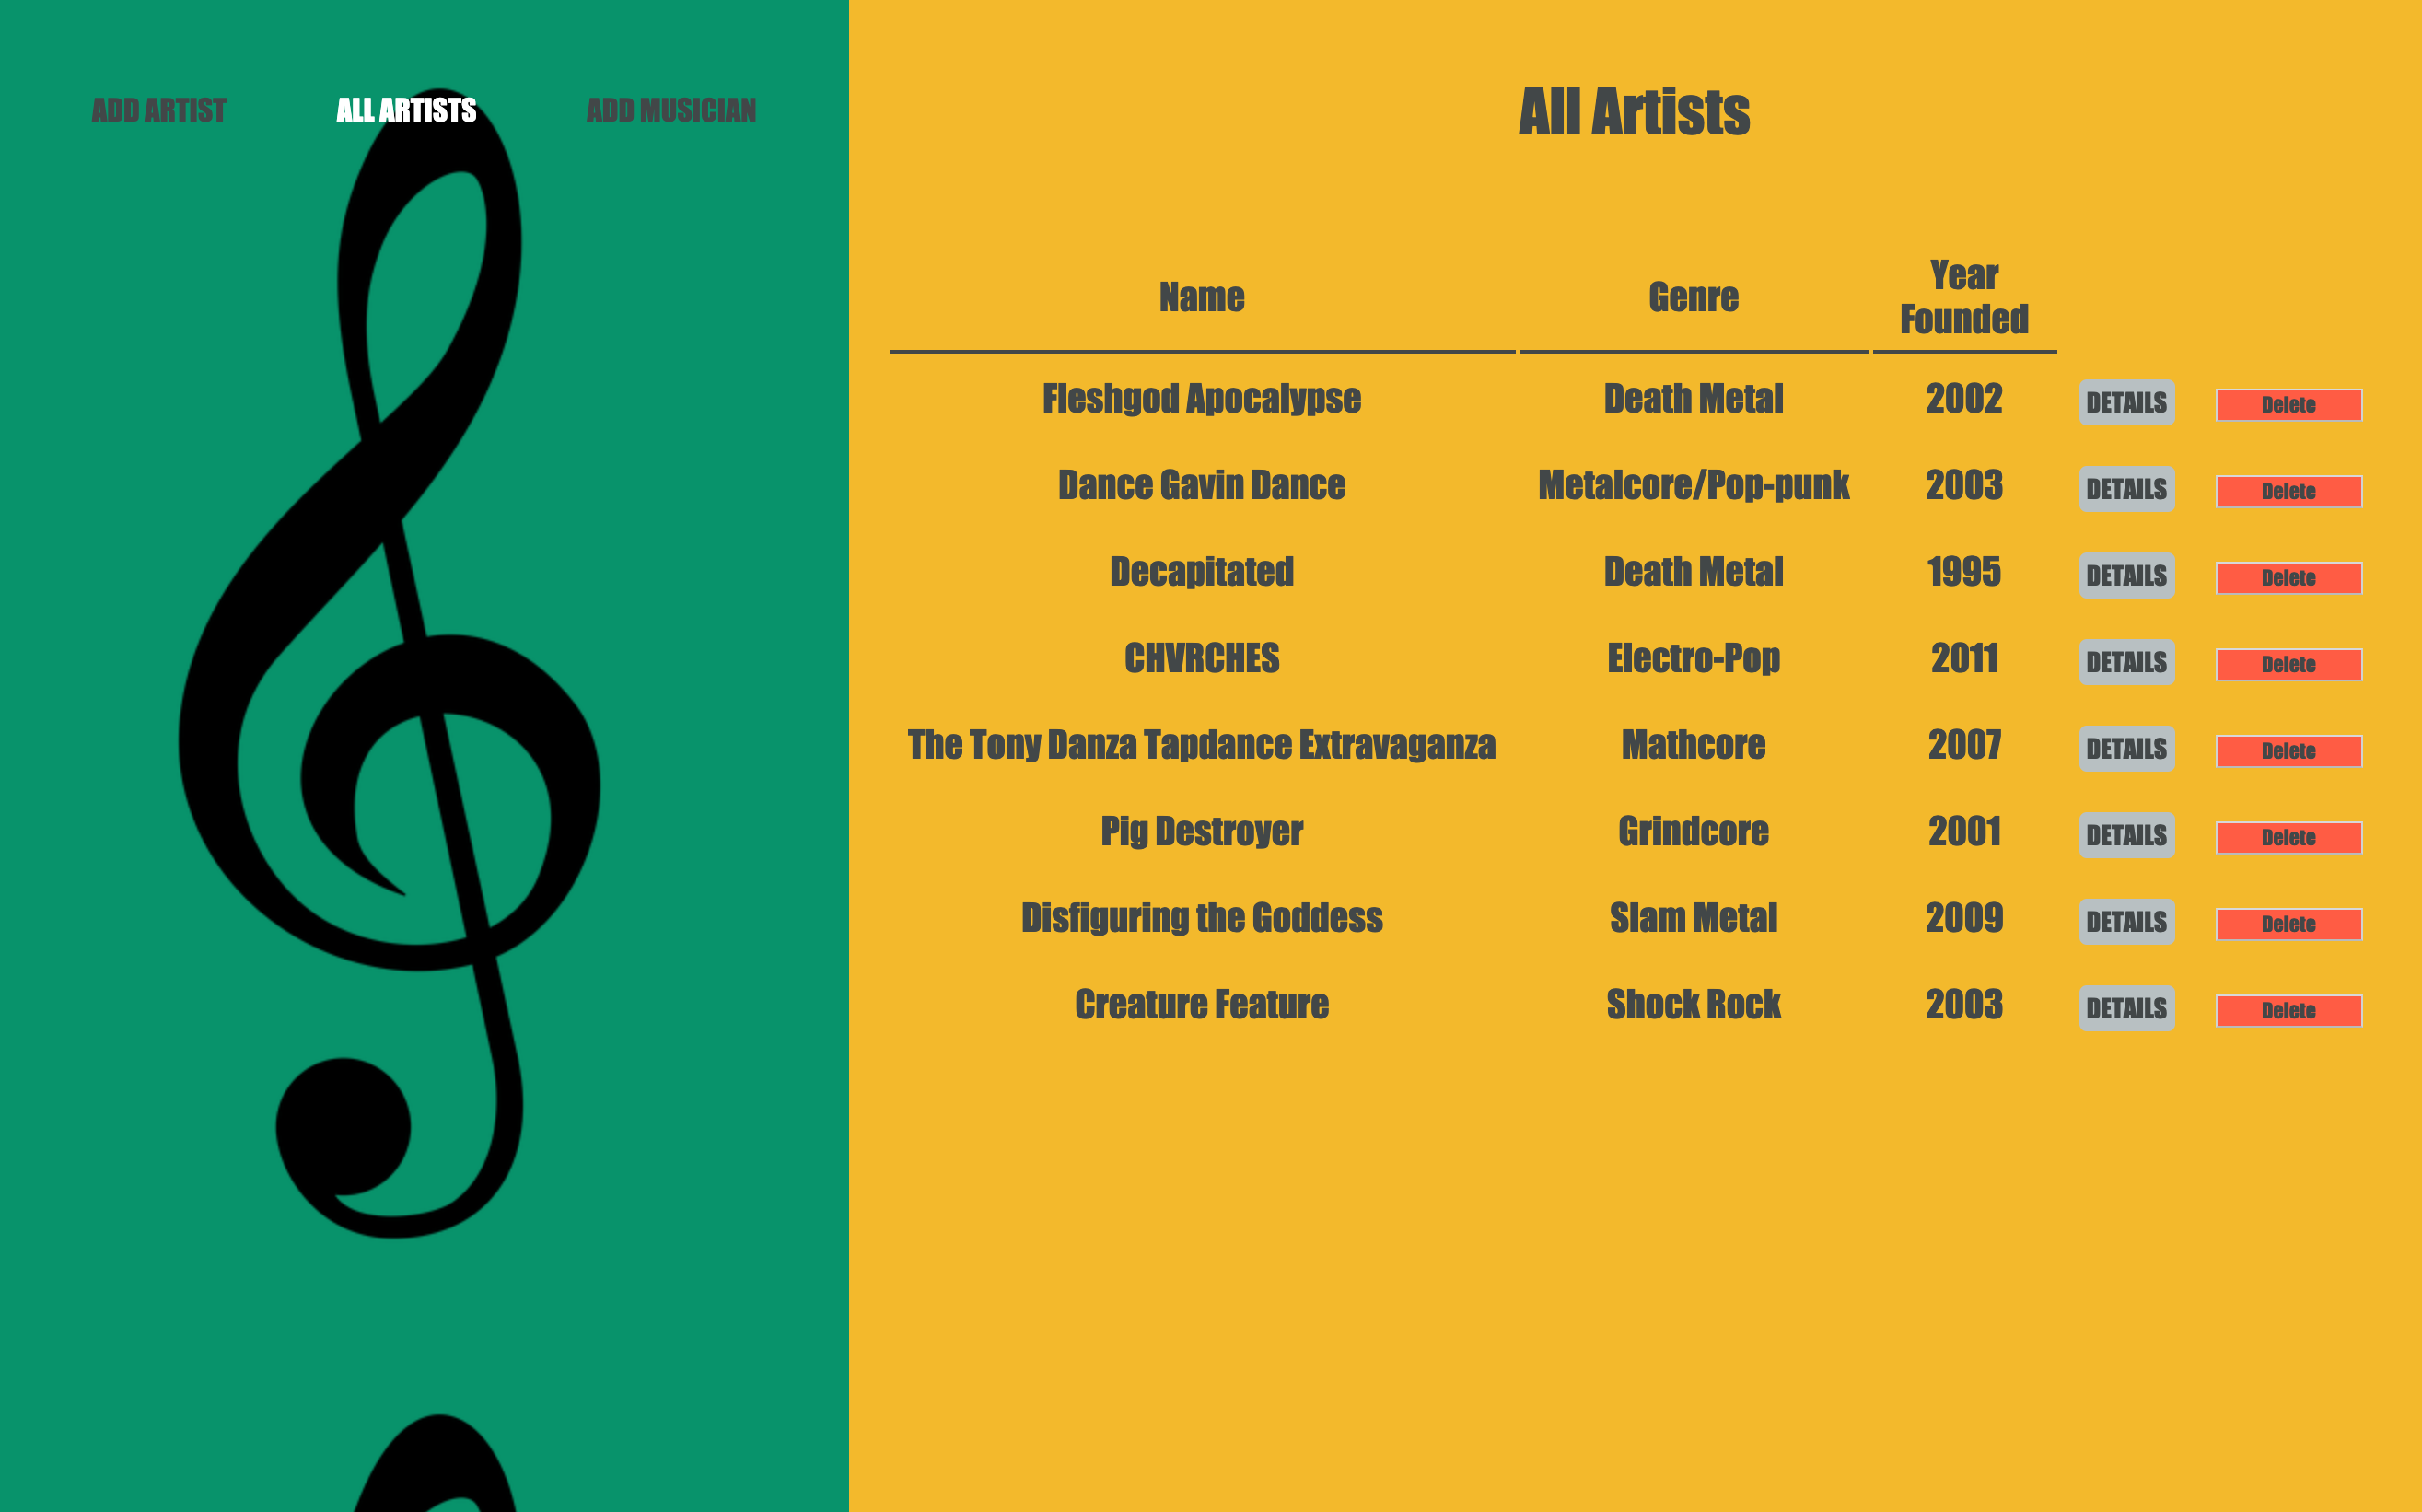 ADD ARTIST ALL ARTISTS ADD MUSICIAN
All Artists
Name Genre Year Founded
Fleshgod Apocalypse Death Metal 2002 DETAILS Delete
Dance Gavin Dance Metalcore/Pop-punk 2003 DETAILS Delete
Decapitated Death Metal 1995 DETAILS Delete
CHVRCHES Electro-Pop 2011 DETAILS Delete
The Tony Danza Tapdance Extravaganza Mathcore 2007 DETAILS Delete
Pig Destroyer Grindcore 2001 DETAILS Delete
Disfiguring the Goddess Slam Metal 2009 DETAILS Delete
Creature Feature Shock Rock 2003 DETAILS Delete